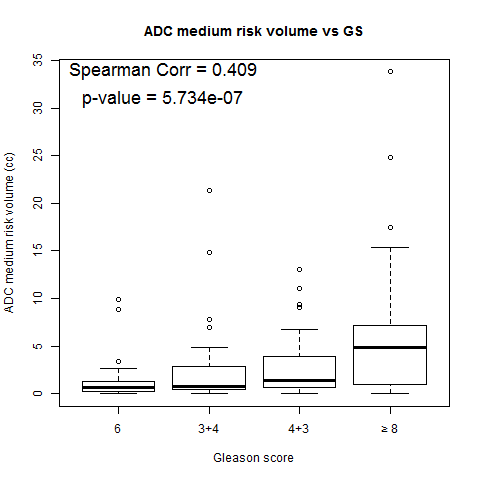 ADC medium risk volume vs GS
Spearman Corr = 0.409
p-value = 5.734e-07
ADC medium risk volume (cc)
35
30
25
20
15
10
5
0
6 3+4 4+3 ≥ 8
Gleason score